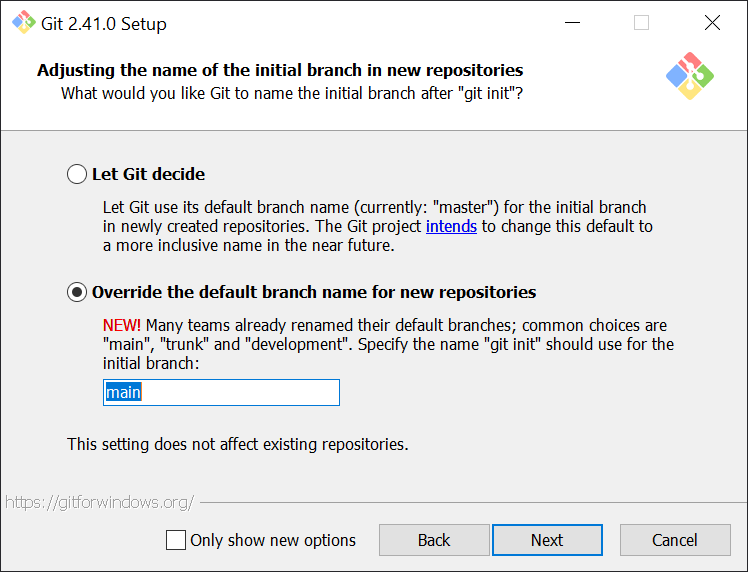 Git 2.41.0 Setup
Adjusting the name of the initial branch in new repositories
What would you like Git to name the initial branch after "git init"?
Let Git decide
Let Git use its default branch name (currently: "master") for the initial branch
in newly created repositories. The Git project intends to change this default to
a more inclusive name in the near future.
Override the default branch name for new repositories
NEW! Many teams already renamed their default branches; common choices are
"main", "trunk" and "development". Specify the name "git init" should use for the
initial branch:
main
This setting does not affect existing repositories.
https://gitforwindows.org/
Only show new options
Back
Next
Cancel